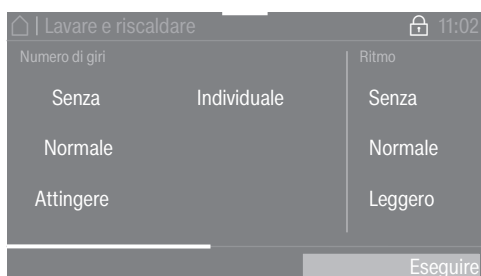 | Lavare e riscaldare 11:02
Numero di giri Ritmo
Senza Individuale Senza
Normale Normale
Attingere Leggero
Eseguire